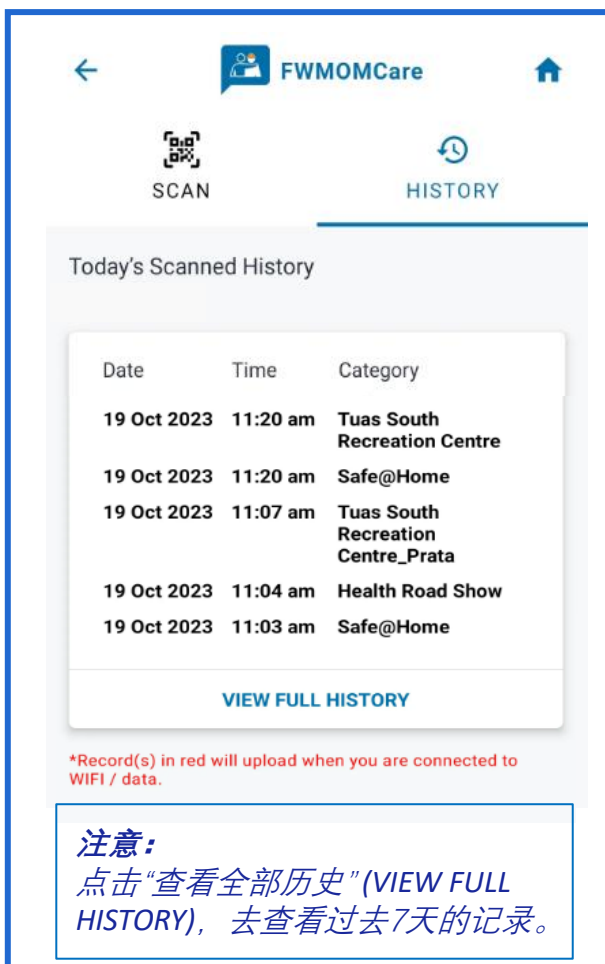 FWMOMCare
SCAN
HISTORY
Today's Scanned History
Date Time Category
19 Oct 2023 11:20 am Tuas South
Recreation Centre
19 Oct 2023 11:20 am Safe@Home
19 Oct 2023 11:07 am Tuas South
Recreation
Centre_Prata
19 Oct 2023 11:04 am Health Road Show
19 Oct 2023 11:03 am Safe@Home
VIEW FULL HISTORY
*Record(s) in red will upload when you are connected to
WIFI / data.
注意：
点击“查看全部历史”(VIEW FULL
HISTORY)，去查看过去7天的记录。